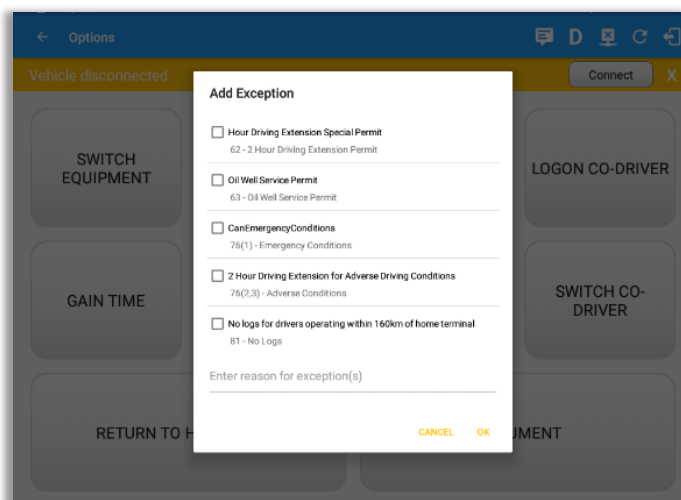 Options
D
Vehicle disconnected
Connect
X
Add Exception
Hour Driving Extension Special Permit
62 - 2 Hour Driving Extension Permit
Oil Well Service Permit
63 - Oil Well Service Permit
CanEmergencyConditions
76(1) - Emergency Conditions
2 Hour Driving Extension for Adverse Driving Conditions
76(2,3) - Adverse Conditions
No logs for drivers operating within 160km of home terminal
81 - No Logs
Enter reason for exception(s)
CANCEL
OK
SWITCH
EQUIPMENT
LOGON CO-DRIVER
GAIN TIME
SWITCH CO-
DRIVER
RETURN TO H
UMENT